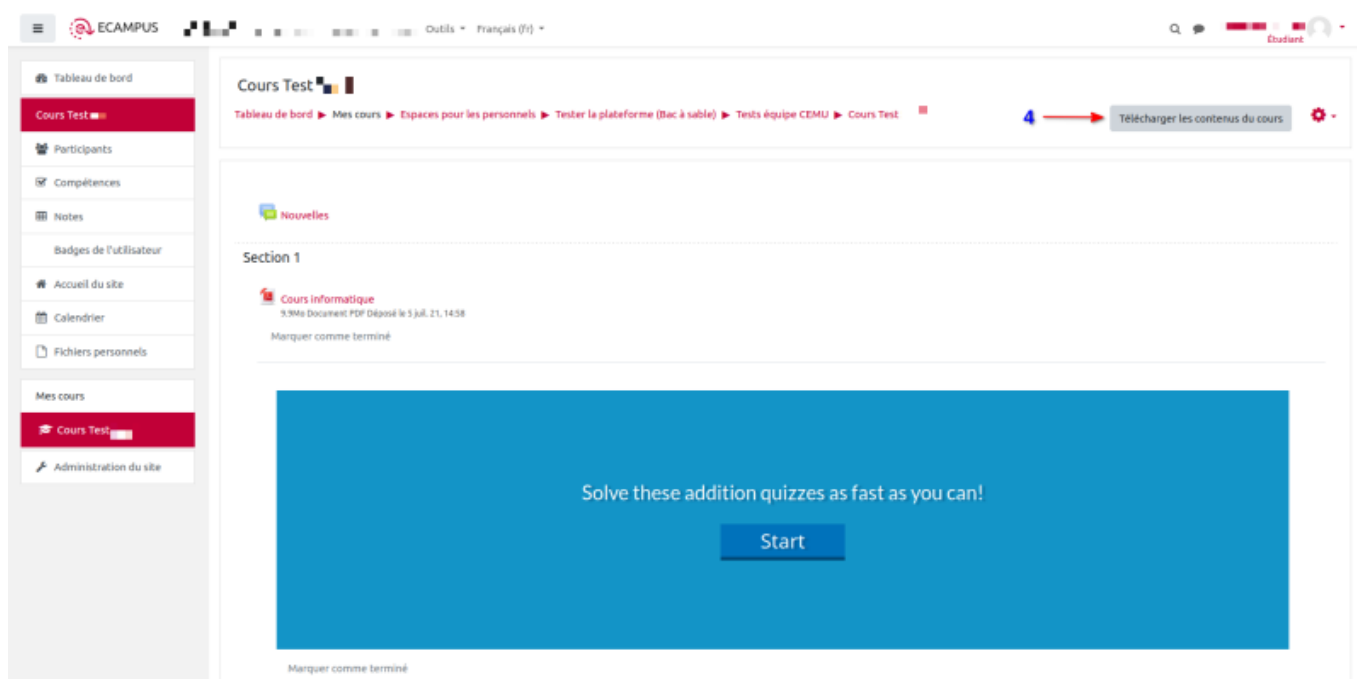 ECAMPUS Outils Français (fr)
Étudiant
Tableau de bord
Cours Test
Participants
Compétences
Notes
Badges de l'utilisateur
Accueil du site
Calendrier
Fichiers personnels
Mes cours
Cours Test
Administration du site
Cours Test
Tableau de bord ▶ Mes cours ▶ Espaces pour les personnels ▶ Tester la plateforme (Bac à sable) ▶ Tests équipe CEMU ▶ Cours Test
4
Télécharger les contenus du cours
Nouvelles
Section 1
Cours informatique
9.9Mo Document PDF Déposé le 5 juil. 21, 14:58
Marquer comme terminé
Solve these addition quizzes as fast as you can!
Start
Marquer comme terminé